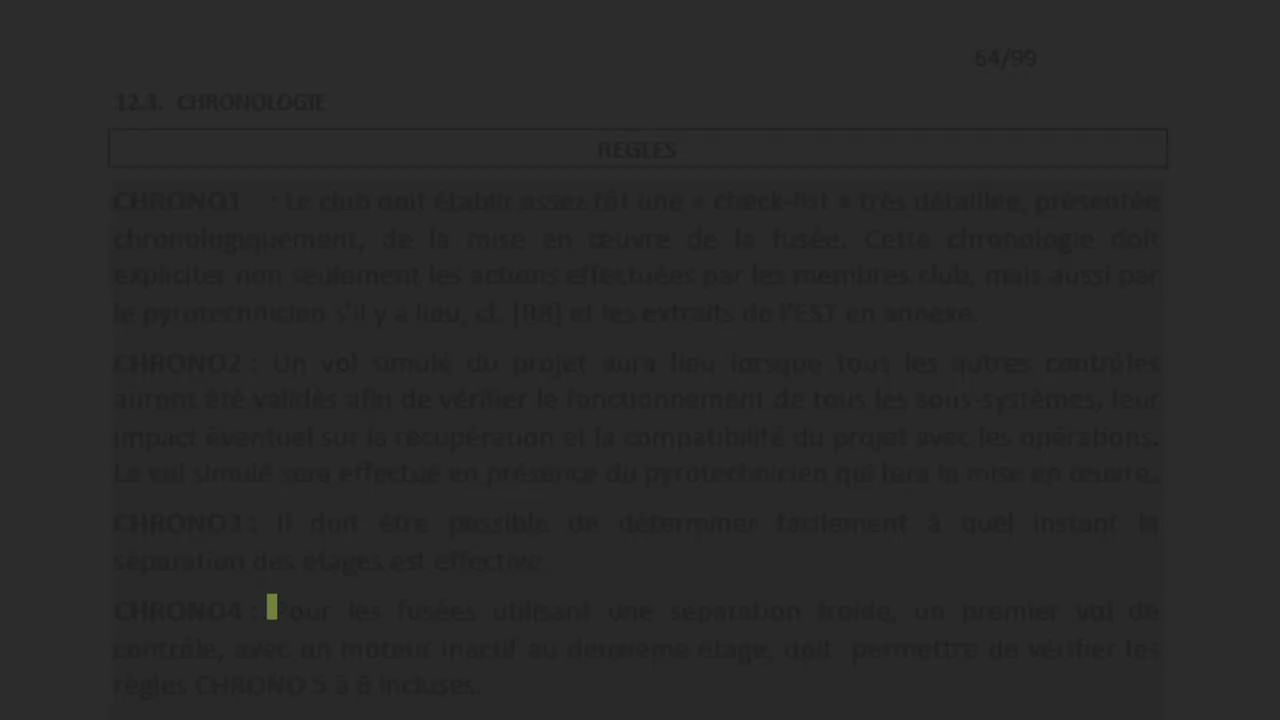 64/99
12.3. CHRONOLOGIE
REGLES
CHRONO1 : Le club doit établir assez tôt une « check-list » très détaillée, présentée
chronologiquement, de la mise en œuvre de la fusée. Cette chronologie doit
expliciter non seulement les actions effectuées par les membres club, mais aussi par
le pyrotechnicien s'il y a lieu, cf. [R8] et les extraits de l'EST en annexe.
CHRONO2 : Un vol simulé du projet aura lieu lorsque tous les autres contrôles
auront été validés afin de vérifier le fonctionnement de tous les sous-systèmes, leur
impact éventuel sur la récupération et la compatibilité du projet avec les opérations.
Le vol simulé sera effectué en présence du pyrotechnicien qui fera la mise en œuvre.
CHRONO3 : Il doit être possible de déterminer facilement à quel instant la
séparation des étages est effective.
CHRONO4 : Pour les fusées utilisant une séparation froide, un premier vol de
contrôle, avec un moteur inactif au deuxième étage, doit permettre de vérifier les
règles CHRONO 5 à 8 incluses.